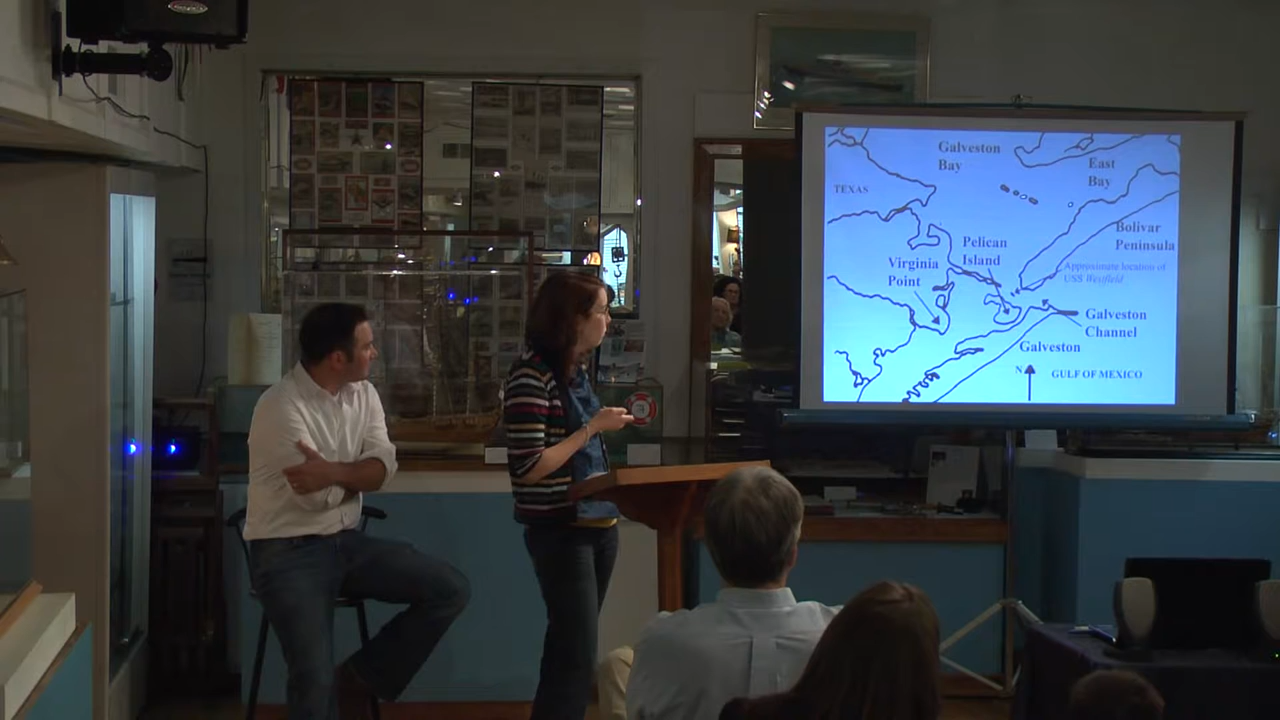 Galveston
Bay
East
Bay
TEXAS
Bolivar
Peninsula
Pelican
Island
Virginia
Point
Approximate location of
USS Westfield
Galveston
Channel
Galveston
N
GULF OF MEXICO